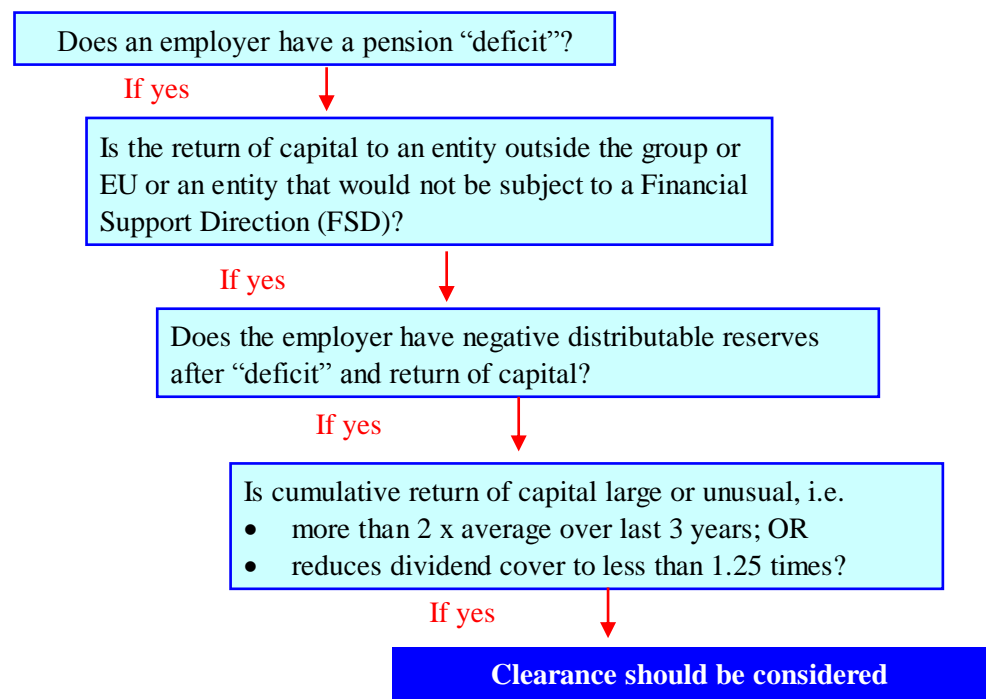 Does an employer have a pension “deficit”?
If yes
Is the return of capital to an entity outside the group or
EU or an entity that would not be subject to a Financial
Support Direction (FSD)?
If yes
Does the employer have negative distributable reserves
after “deficit” and return of capital?
If yes
Is cumulative return of capital large or unusual, i.e.
• more than 2 x average over last 3 years; OR
• reduces dividend cover to less than 1.25 times?
If yes
Clearance should be considered